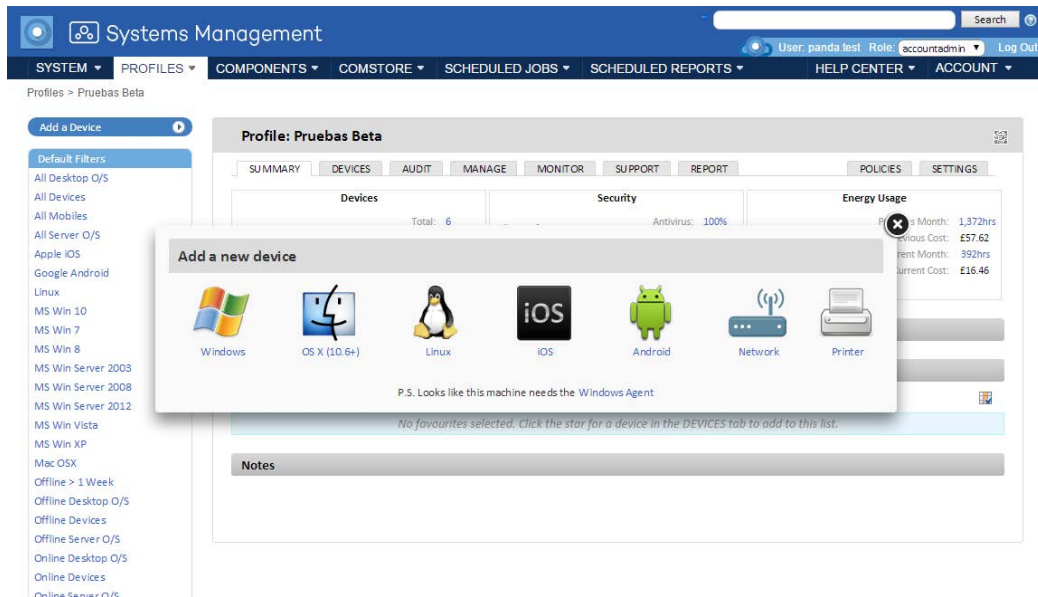 Systems Management
Search
User: panda.test Role: accountadmin Log Out
SYSTEM PROFILES COMPONENTS COMSTORE SCHEDULED JOBS SCHEDULED REPORTS HELP CENTER ACCOUNT
Profiles > Pruebas Beta
Add a Device
Default Filters
All Desktop O/S
All Devices
All Mobiles
All Server O/S
Apple iOS
Google Android
Linux
MS Win 10
MS Win 7
MS Win 8
MS Win Server 2003
MS Win Server 2008
MS Win Server 2012
MS Win Vista
MS Win XP
Mac OSX
Offline > 1 Week
Offline Desktop O/S
Offline Devices
Offline Server O/S
Online Desktop O/S
Online Devices
Online Server O/S
Profile: Pruebas Beta
SUMMARY DEVICES AUDIT MANAGE MONITOR SUPPORT REPORT POLICIES SETTINGS
Devices Security Energy Usage
Total: 6 Antivirus: 100% Month: 1,372hrs
Cost: £57.62
Month: 392hrs
Cost: £16.46
Add a new device
iOS
Windows OS X (10.6+) Linux iOS Android Network Printer
P.S. Looks like this machine needs the Windows Agent
No favourites selected. Click the star for a device in the DEVICES tab to add to this list.
Notes